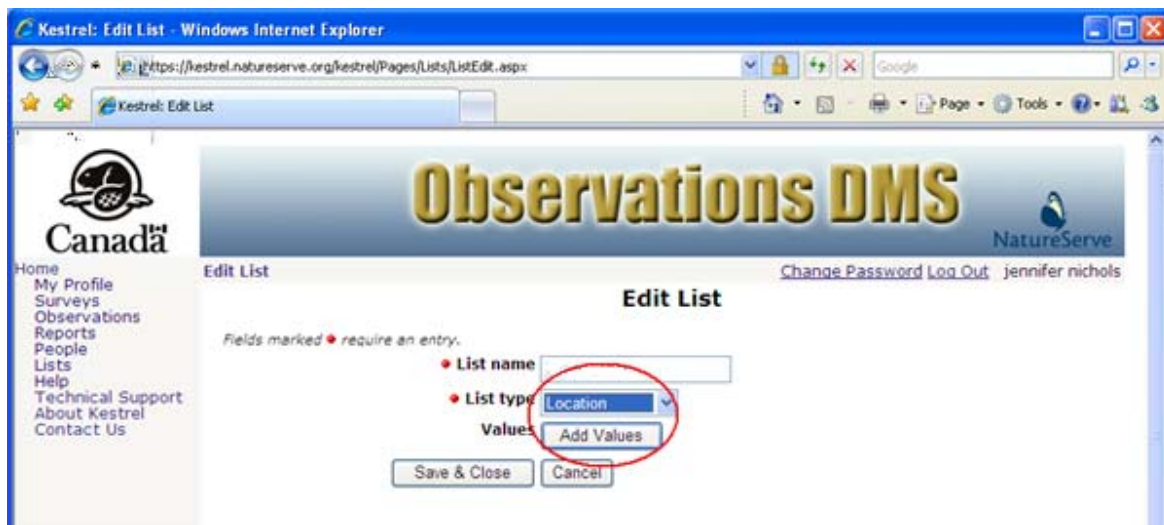 Kestrel: Edit List - Windows Internet Explorer
https://kestrel.natureserve.org/kestrel/Pages/Lists/ListEdit.aspx
Google
Kestrel: Edit List
Page
Tools
Canadä
Observations DMS
NatureServe
Home
My Profile
Surveys
Observations
Reports
People
Lists
Help
Technical Support
About Kestrel
Contact Us
Edit List
Change Password Log Out jennifer nichols
Edit List
Fields marked require an entry.
List name
List type Location
Values Add Values
Save & Close Cancel